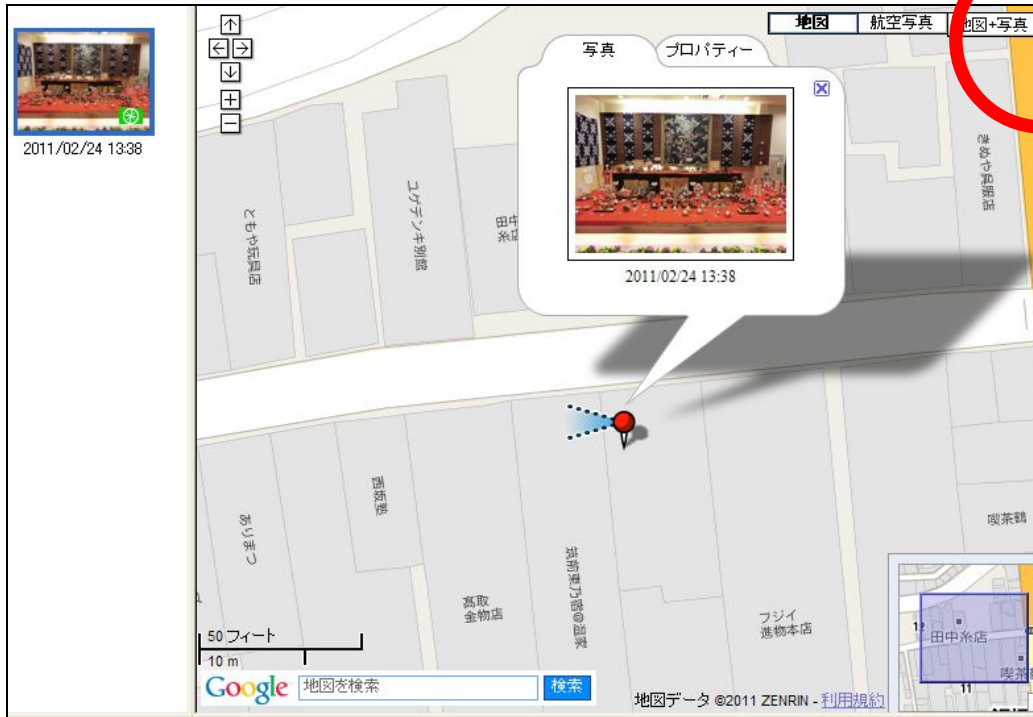 2011/02/24 13:38
地図
航空写真
地図+写真
写真
プロパティー
2011/02/24 13:38
きぬや呉服店
ともや玩具店
ユゲデンキ別館
田中
糸店
西坂塾
ありまつ
喫茶鶴
高取
金物店
筑前東乃宿@迢家
フジイ
進物本店
50 フィート
10 m
Google
地図を検索
検索
地図データ ©2011 ZENRIN - 利用規約
田中糸店
喫茶
11